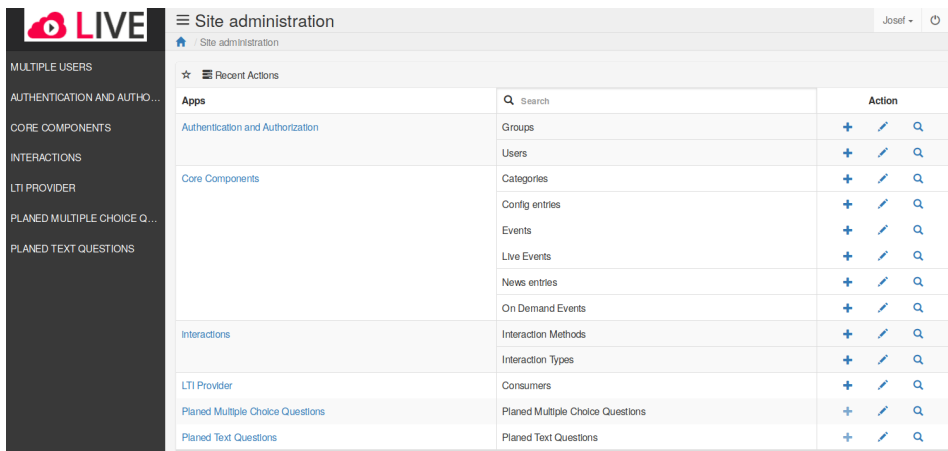 LIVE
Site administration
Josef
Site administration
MULTIPLE USERS
AUTHENTICATION AND AUTHO...
CORE COMPONENTS
INTERACTIONS
LTI PROVIDER
PLANED MULTIPLE CHOICE Q...
PLANED TEXT QUESTIONS
Recent Actions
Apps Search Action
Authentication and Authorization Groups
Users
Core Components Categories
Config entries
Events
Live Events
News entries
On Demand Events
Interactions Interaction Methods
Interaction Types
LTI Provider Consumers
Planed Multiple Choice Questions Planed Multiple Choice Questions
Planed Text Questions Planed Text Questions